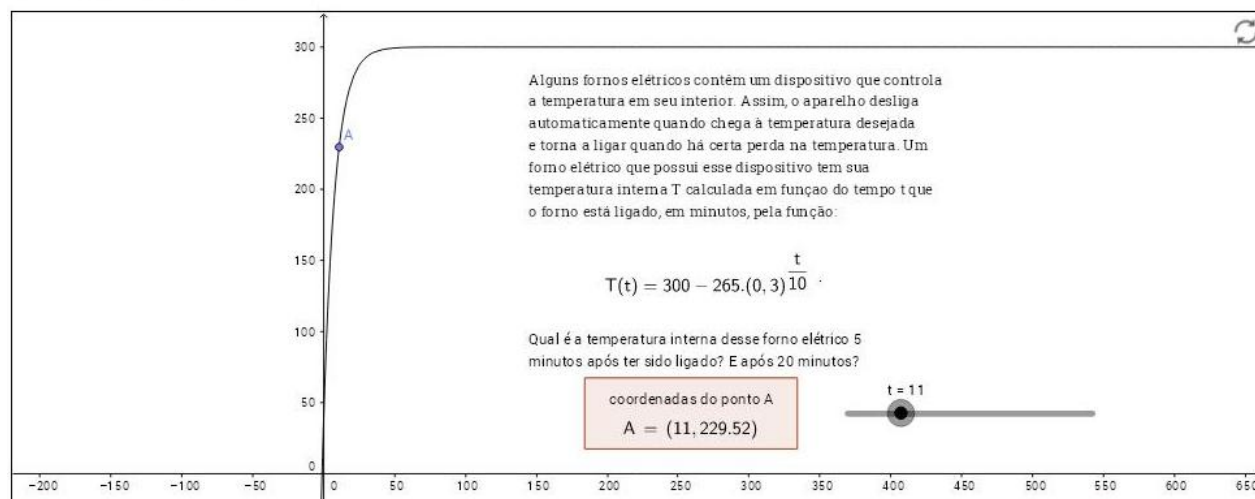 300
250
200
150
100
50
0
−200
−150
−100
−50
0
50
100
150
200
250
300
350
400
450
500
550
600
650
A
Alguns fornos elétricos contêm um dispositivo que controla
a temperatura em seu interior. Assim, o aparelho desliga
automaticamente quando chega à temperatura desejada
e torna a ligar quando há certa perda na temperatura. Um
forno elétrico que possui esse dispositivo tem sua
temperatura interna T calculada em funçao do tempo t que
o forno está ligado, em minutos, pela função:
T(t) = 300 − 265.(0, 3)^(t/10) .
Qual é a temperatura interna desse forno elétrico 5
minutos após ter sido ligado? E após 20 minutos?
coordenadas do ponto A
A = (11, 229.52)
t = 11